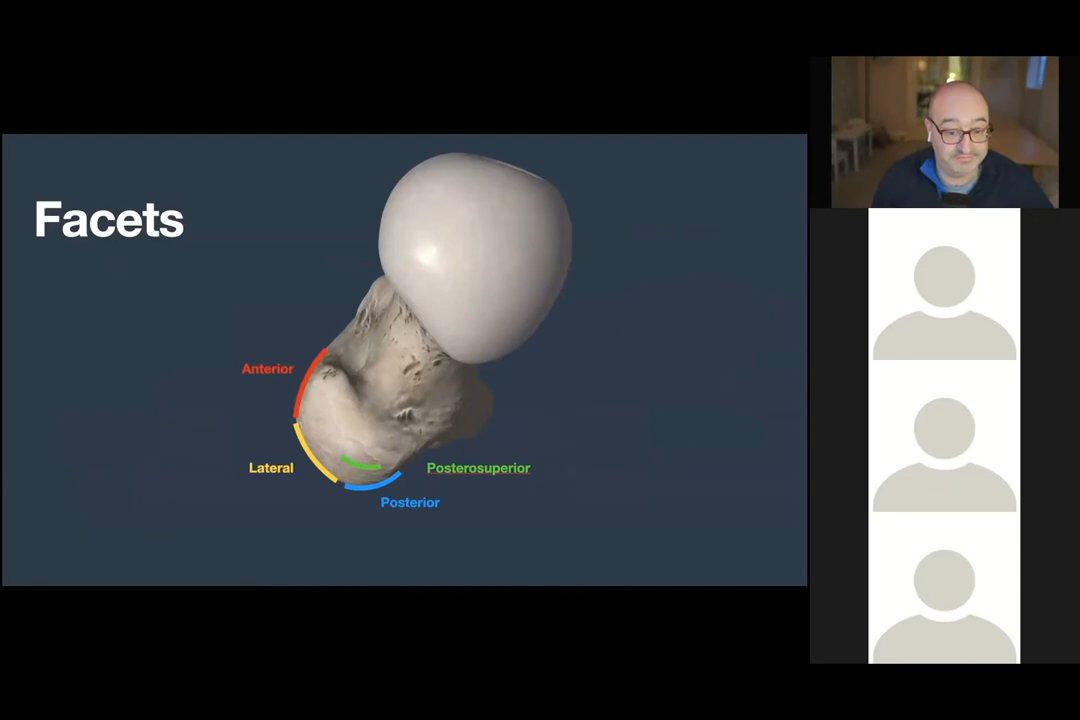 Facets
Anterior
Lateral
Posterosuperior
Posterior